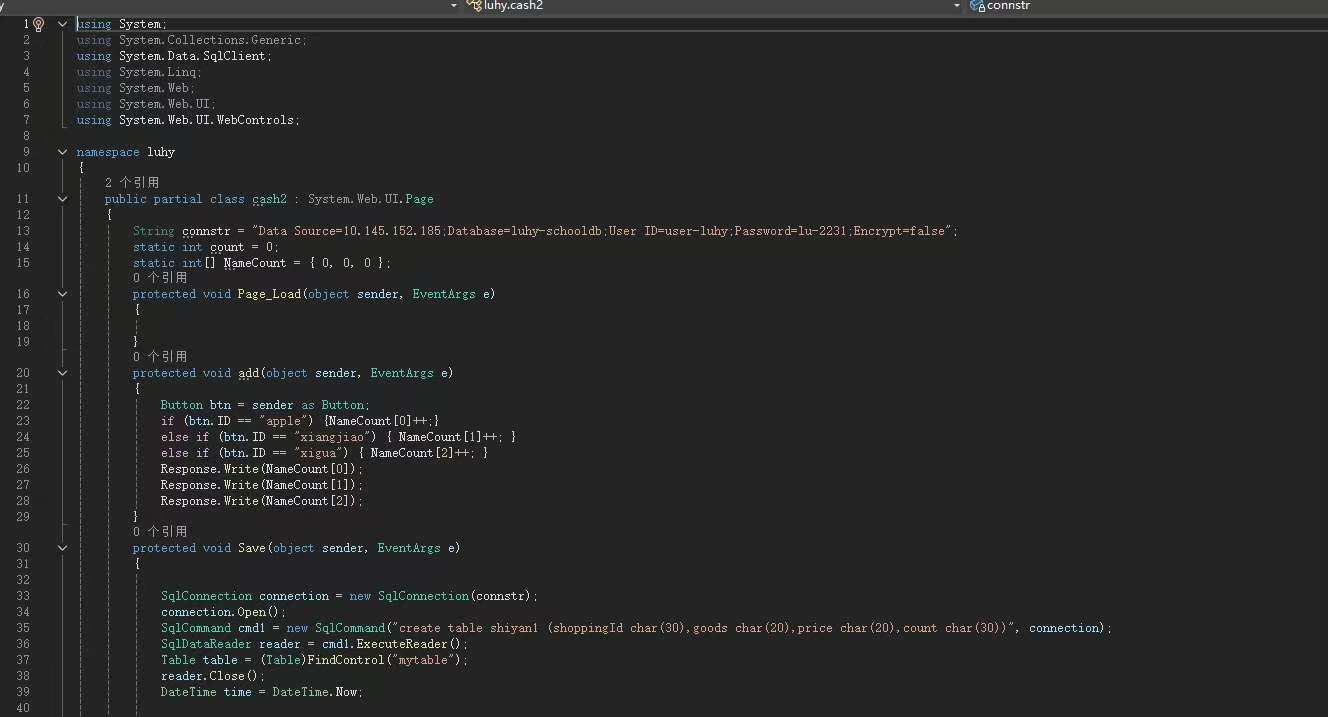 y luhy.cash2 connstr
1 using System;
2 using System.Collections.Generic;
3 using System.Data.SqlClient;
4 using System.Linq;
5 using System.Web;
6 using System.Web.UI;
7 using System.Web.UI.WebControls;
8
9 namespace luhy
10 {
2 个引用
11 public partial class cash2 : System.Web.UI.Page
12 {
13 String connstr = "Data Source=10.145.152.185;Database=luhy-schooldb;User ID=user-luhy;Password=lu-2231;Encrypt=false";
14 static int count = 0;
15 static int[] NameCount = { 0, 0, 0 };
0 个引用
16 protected void Page_Load(object sender, EventArgs e)
17 {
18
19 }
0 个引用
20 protected void add(object sender, EventArgs e)
21 {
22 Button btn = sender as Button;
23 if (btn.ID == "apple") {NameCount[0]++;}
24 else if (btn.ID == "xiangjiao") { NameCount[1]++; }
25 else if (btn.ID == "xigua") { NameCount[2]++; }
26 Response.Write(NameCount[0]);
27 Response.Write(NameCount[1]);
28 Response.Write(NameCount[2]);
29 }
0 个引用
30 protected void Save(object sender, EventArgs e)
31 {
32
33 SqlConnection connection = new SqlConnection(connstr);
34 connection.Open();
35 SqlCommand cmd1 = new SqlCommand("create table shiyan1 (shoppingId char(30),goods char(20),price char(20),count char(30))", connection);
36 SqlDataReader reader = cmd1.ExecuteReader();
37 Table table = (Table)FindControl("mytable");
38 reader.Close();
39 DateTime time = DateTime.Now;
40